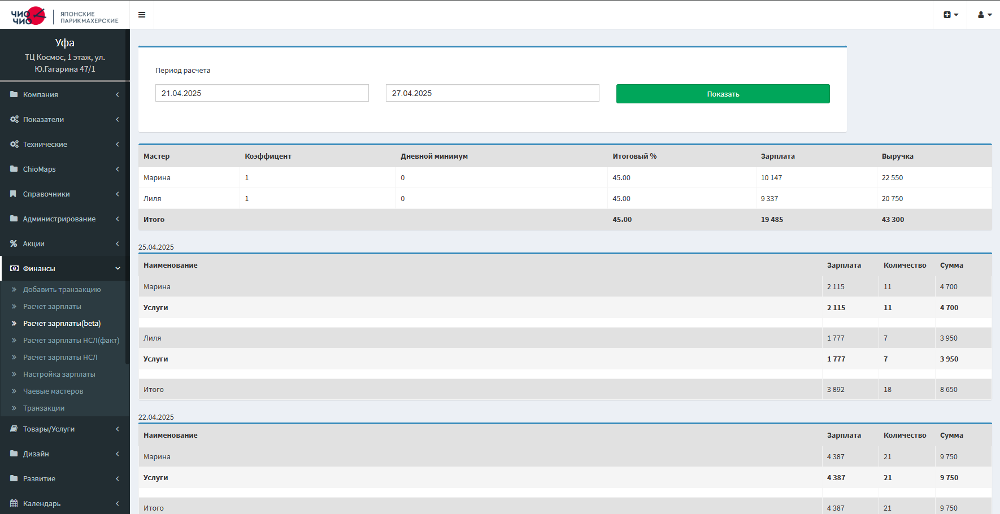 ЧИО ЧИО
ЯПОНСКИЕ ПАРИКМАХЕРСКИЕ
Уфа
ТЦ Космос, 1 этаж, ул.
Ю.Гагарина 47/1
Компания
Показатели
Технические
ChioMaps
Справочники
Администрирование
Акции
Финансы
Добавить транзакцию
Расчет зарплаты
Расчет зарплаты(beta)
Расчет зарплаты НСЛ(факт)
Расчет зарплаты НСЛ
Настройка зарплаты
Чаевые мастеров
Транзакции
Товары/Услуги
Дизайн
Развитие
Календарь
Период расчета
21.04.2025 27.04.2025 Показать
Мастер Коэффицент Дневной минимум Итоговый % Зарплата Выручка
Марина 1 0 45.00 10 147 22 550
Лиля 1 0 45.00 9 337 20 750
Итого 45.00 19 485 43 300
25.04.2025
Наименование Зарплата Количество Сумма
Марина 2 115 11 4 700
Услуги 2 115 11 4 700
Лиля 1 777 7 3 950
Услуги 1 777 7 3 950
Итого 3 892 18 8 650
22.04.2025
Наименование Зарплата Количество Сумма
Марина 4 387 21 9 750
Услуги 4 387 21 9 750
Итого 4 387 21 9 750